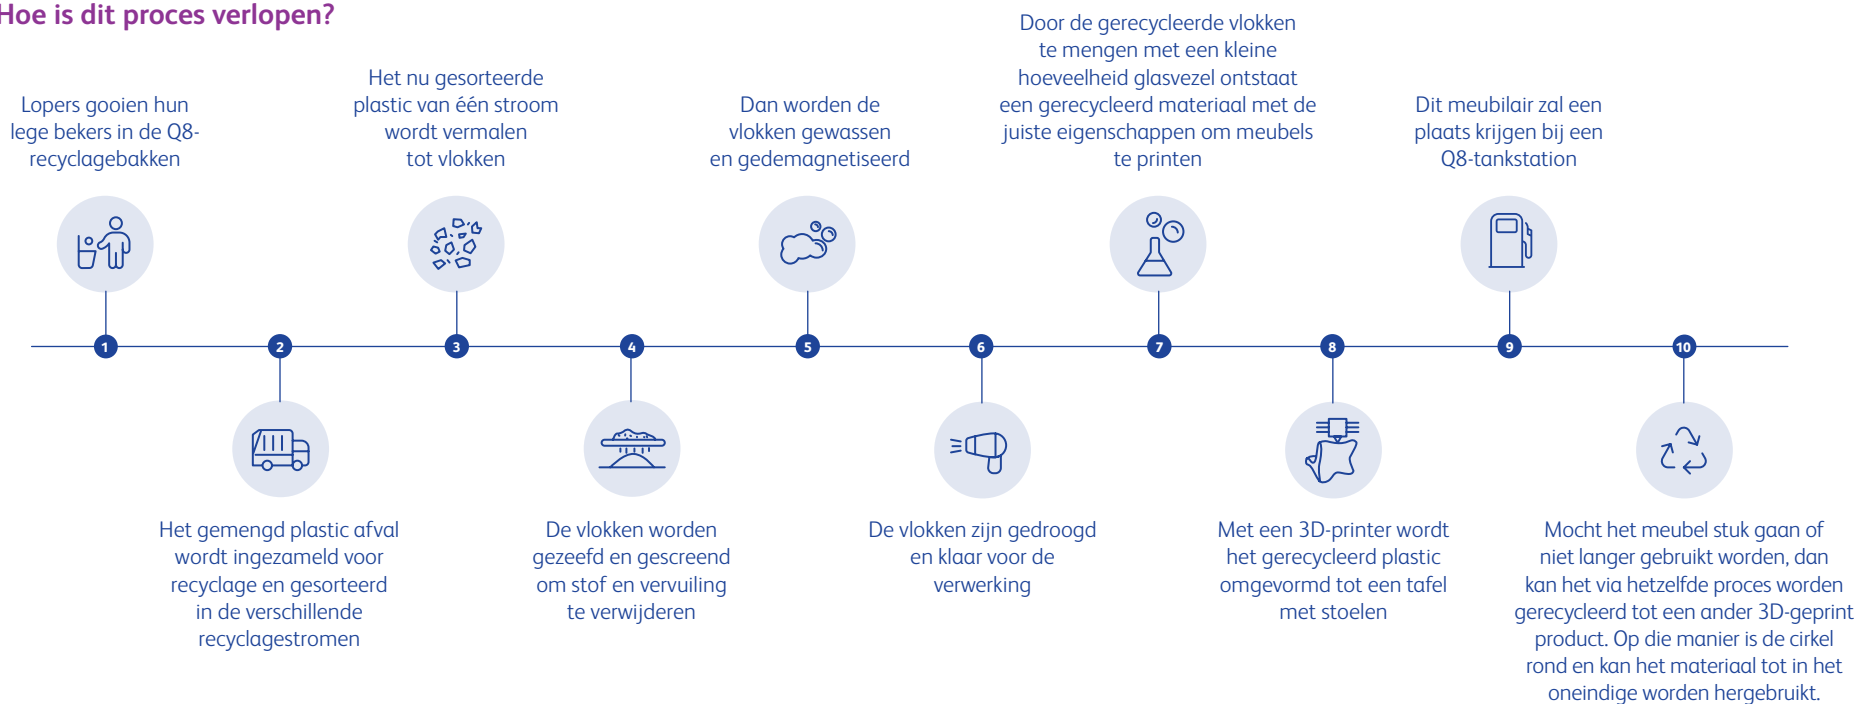 Hoe is dit proces verlopen?
Lopers gooien hun
lege bekers in de Q8-
recyclagebakken
1
Het gemengd plastic afval
wordt ingezameld voor
recyclage en gesorteerd
in de verschillende
recyclagestromen
2
Het nu gesorteerde
plastic van één stroom
wordt vermalen
tot vlokken
3
De vlokken worden
gezeefd en gescreend
om stof en vervuiling
te verwijderen
4
Dan worden de
vlokken gewassen
en gedemagnetiseerd
5
De vlokken zijn gedroogd
en klaar voor de
verwerking
6
Door de gerecycleerde vlokken
te mengen met een kleine
hoeveelheid glasvezel ontstaat
een gerecycleerd materiaal met de
juiste eigenschappen om meubels
te printen
7
Met een 3D-printer wordt
het gerecycleerd plastic
omgevormd tot een tafel
met stoelen
8
Dit meubilair zal een
plaats krijgen bij een
Q8-tankstation
9
Mocht het meubel stuk gaan of
niet langer gebruikt worden, dan
kan het via hetzelfde proces worden
gerecycleerd tot een ander 3D-geprint
product. Op die manier is de cirkel
rond en kan het materiaal tot in het
oneindige worden hergebruikt.
10